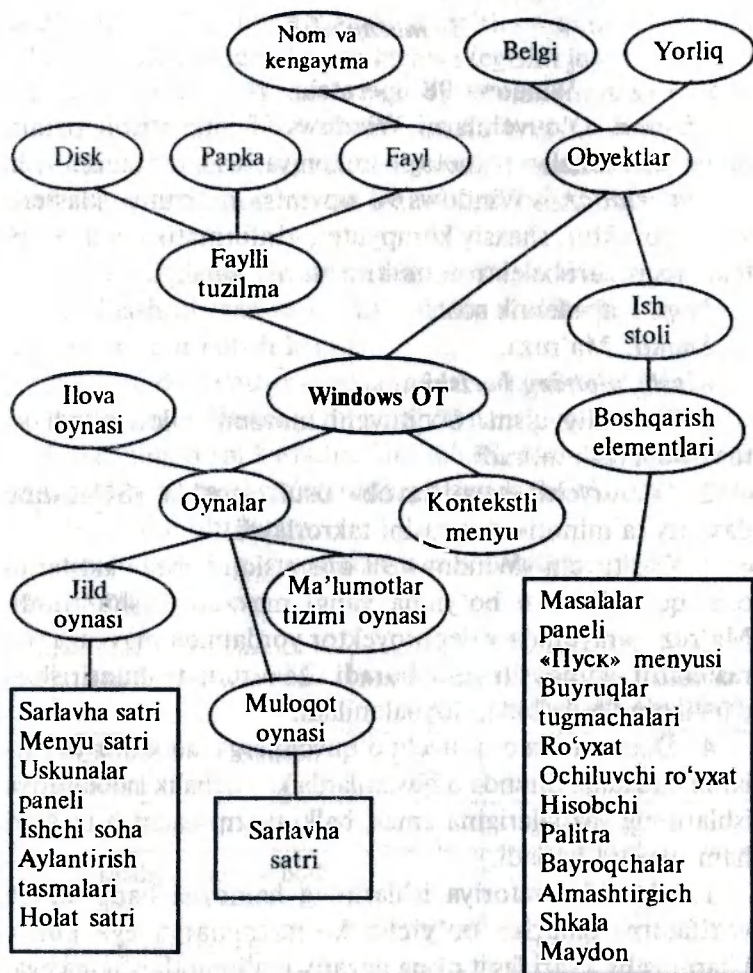 Nom va
kengaytma
Belgi
Yorliq
Disk
Papka
Fayl
Obyektlar
Faylli
tuzilma
Ish
stoli
Ilova
oynasi
Windows OT
Boshqarish
elementlari
Oynalar
Kontekstli
menyu
Jild
oynasi
Ma'lumotlar
tizimi oynasi
Masalalar
paneli
«Пуск» menyusi
Buyruqlar
tugmachalari
Ro'yxat
Ochiluvchi ro'yxat
Hisobchi
Palitra
Bayroqchalar
Almashtirgich
Shkala
Maydon
Muloqot
oynasi
Sarlavha satri
Menyu satri
Uskunalar
paneli
Ishchi soha
Aylantirish
tasmalari
Holat satri
Sarlavha
satri